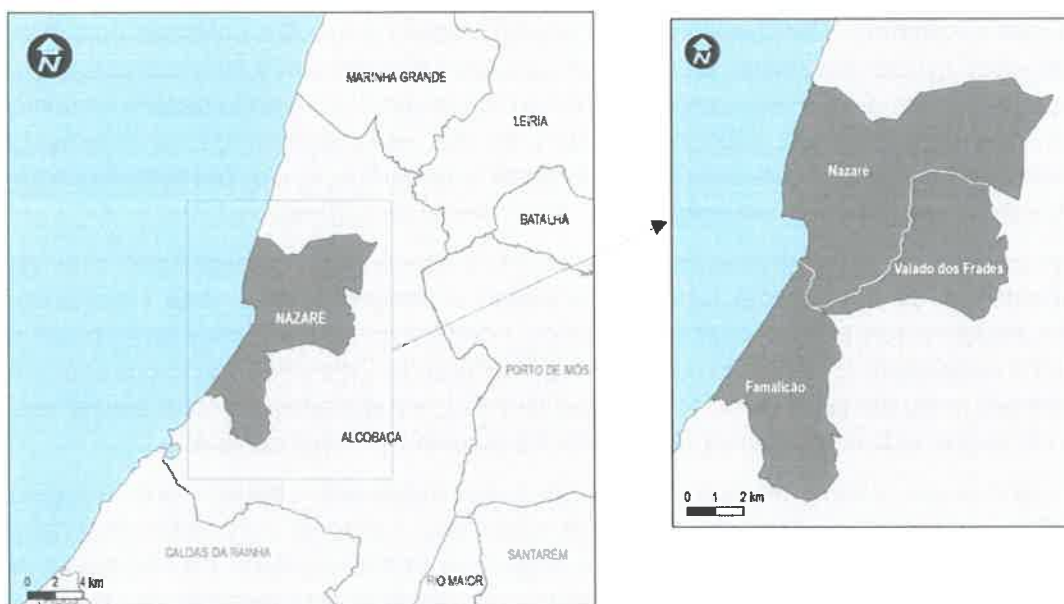 N
MARINHA GRANDE
LEIRIA
BATALHA
NAZARÉ
PORTO DE MÓS
ALCOBAÇA
CALDAS DA RAINHA
SANTARÉM
RIO MAIOR
0 2 4 km
N
Nazaré
Valado dos Frades
Famalicão
0 1 2 km